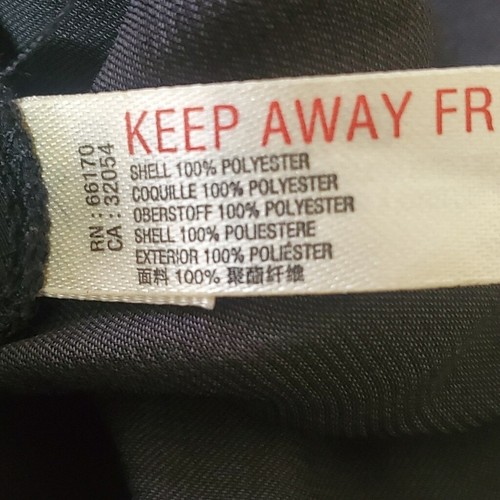 KEEP AWAY FR
RN : 66170
CA : 32054
SHELL 100% POLYESTER
COQUILLE 100% POLYESTER
OBERSTOFF 100% POLYESTER
SHELL 100% POLIESTERE
EXTERIOR 100% POLIÉSTER
面料 100% 聚酯纤维